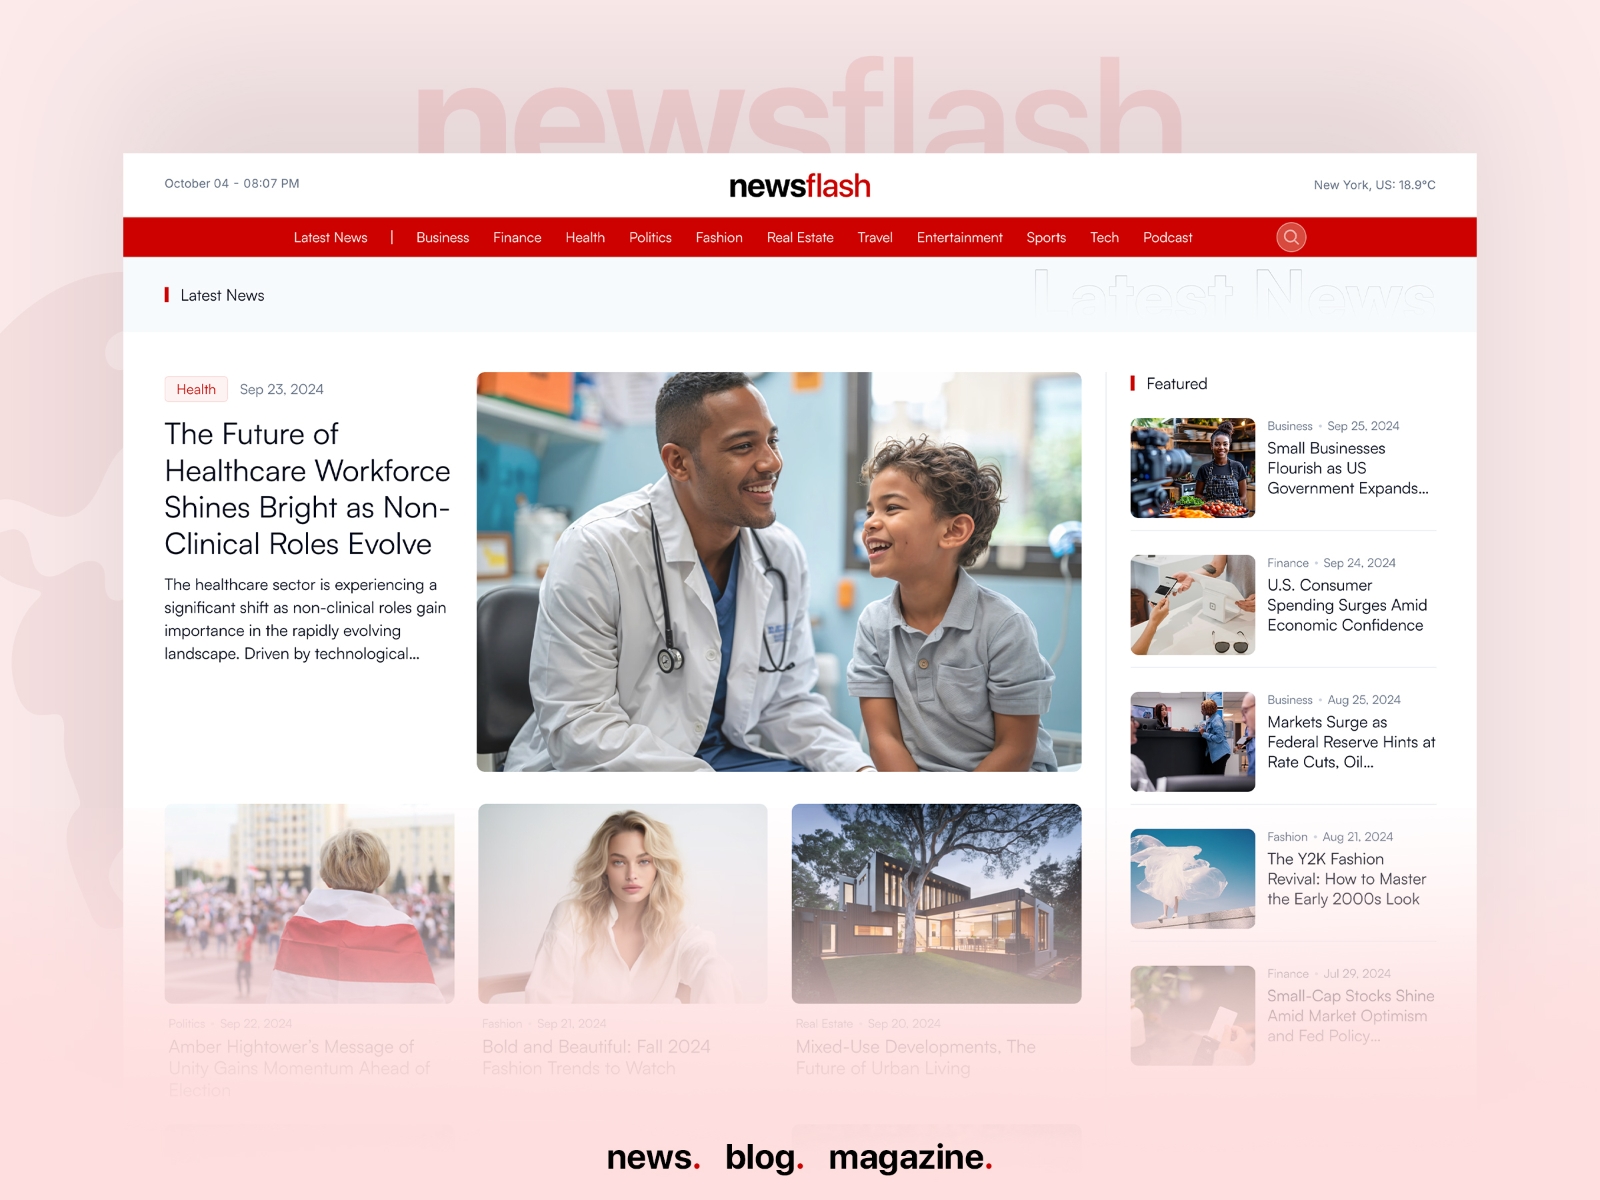 newsflash
October 04 - 08:07 PM
newsflash
New York, US: 18.9°C
Latest News | Business Finance Health Politics Fashion Real Estate Travel Entertainment Sports Tech Podcast
Latest News
Latest News
Health Sep 23, 2024
The Future of
Healthcare Workforce
Shines Bright as Non-
Clinical Roles Evolve
The healthcare sector is experiencing a
significant shift as non-clinical roles gain
importance in the rapidly evolving
landscape. Driven by technological...
Featured
Business • Sep 25, 2024
Small Businesses
Flourish as US
Government Expands...
Finance • Sep 24, 2024
U.S. Consumer
Spending Surges Amid
Economic Confidence
Business • Aug 25, 2024
Markets Surge as
Federal Reserve Hints at
Rate Cuts, Oil...
Fashion • Aug 21, 2024
The Y2K Fashion
Revival: How to Master
the Early 2000s Look
Finance • Jul 29, 2024
Small-Cap Stocks Shine
Amid Market Optimism
and Fed Policy...
Politics • Sep 22, 2024
Amber Hightower's Message of
Unity Gains Momentum Ahead of
Election
Fashion • Sep 21, 2024
Bold and Beautiful: Fall 2024
Fashion Trends to Watch
Real Estate • Sep 20, 2024
Mixed-Use Developments, The
Future of Urban Living
news. blog. magazine.